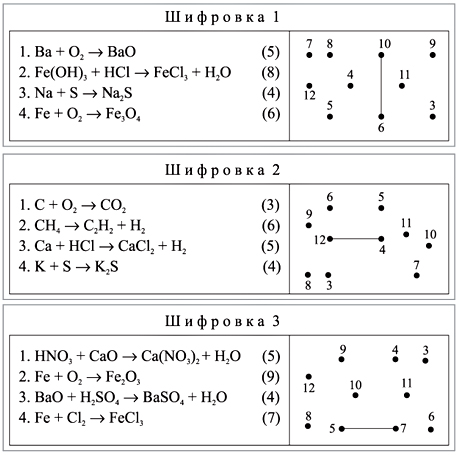 Шифровка 1
1. Ba + O₂ → BaO (5)
2. Fe(OH)₃ + HCl → FeCl₃ + H₂O (8)
3. Na + S → Na₂S (4)
4. Fe + O₂ → Fe₃O₄ (6)
7 8 10 9
4 11
12
5 3
6
Шифровка 2
1. C + O₂ → CO₂ (3)
2. CH₄ → C₂H₂ + H₂ (6)
3. Ca + HCl → CaCl₂ + H₂ (5)
4. K + S → K₂S (4)
6 5
9
11
12 4 10
7
8 3
Шифровка 3
1. HNO₃ + CaO → Ca(NO₃)₂ + H₂O (5)
2. Fe + O₂ → Fe₂O₃ (9)
3. BaO + H₂SO₄ → BaSO₄ + H₂O (4)
4. Fe + Cl₂ → FeCl₃ (7)
9 4 3
12 10 11
8 5 7 6